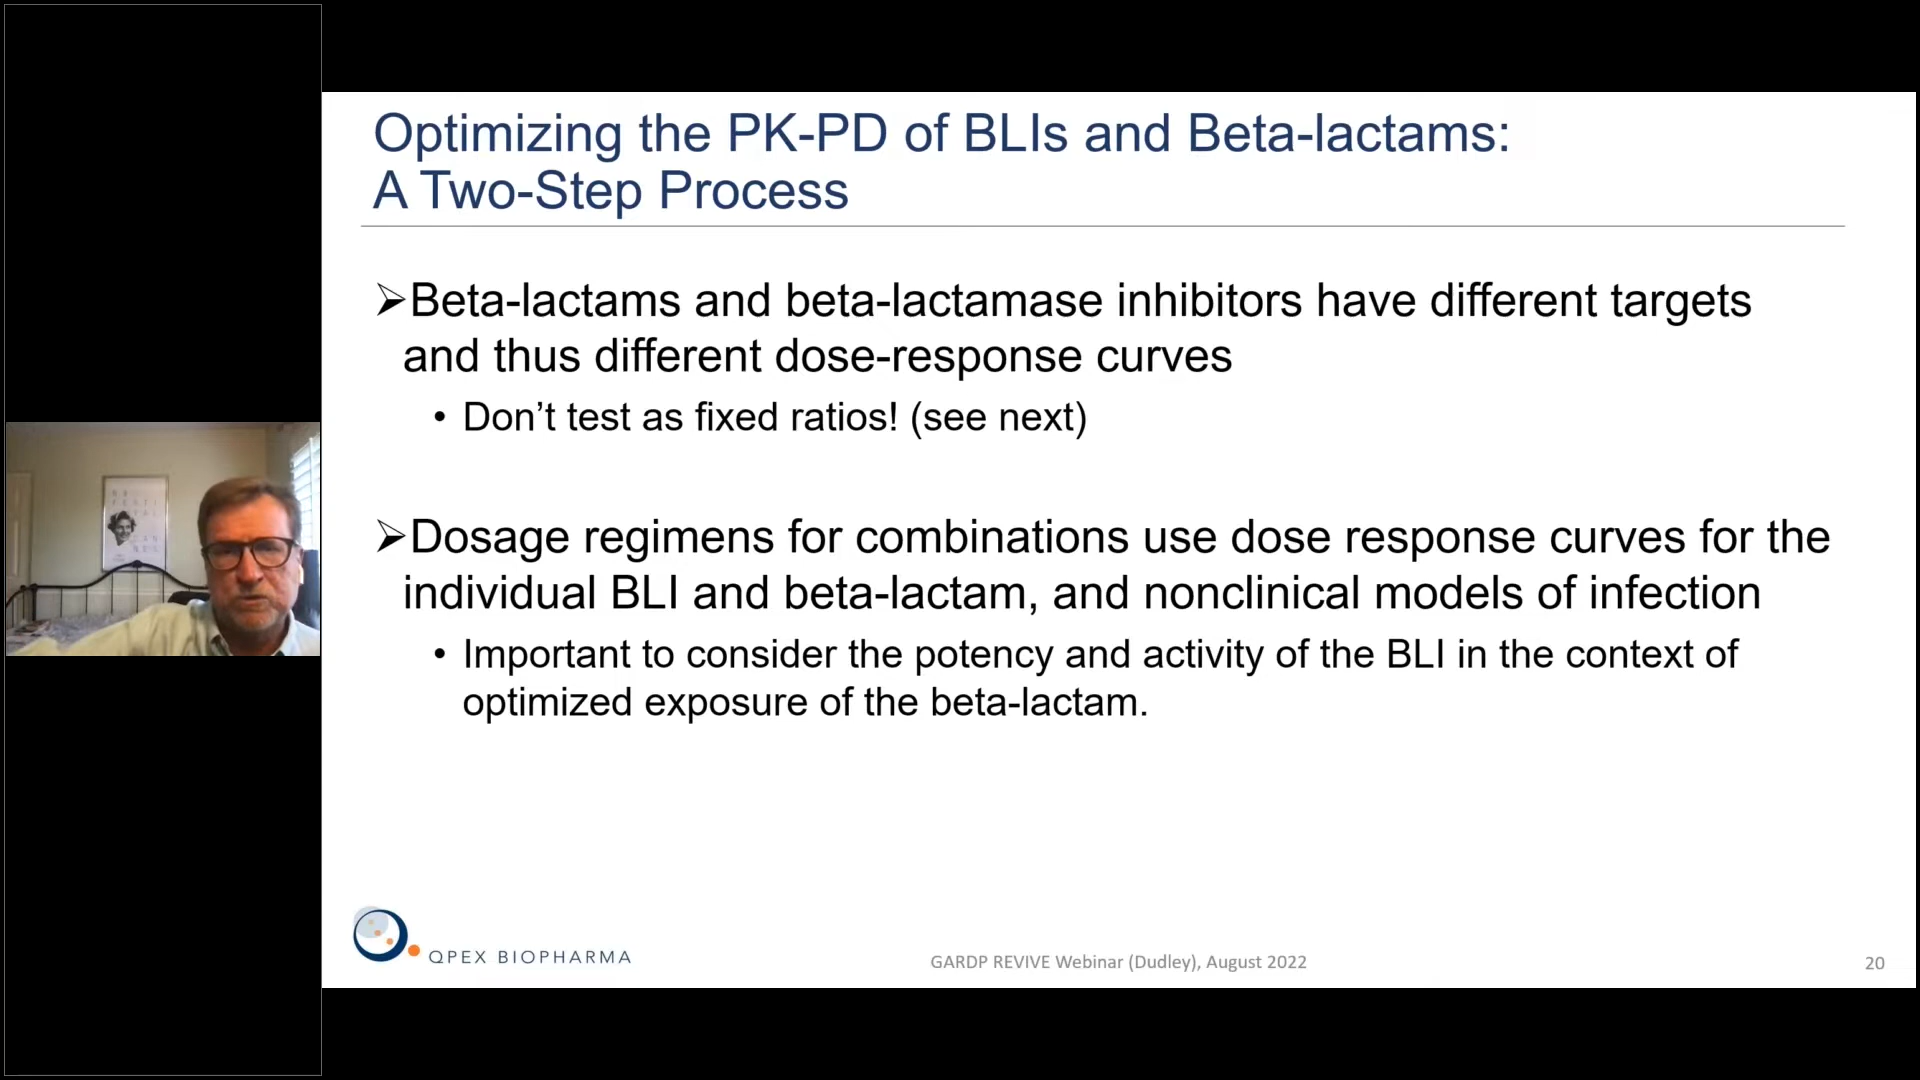 Optimizing the PK-PD of BLIs and Beta-lactams:
A Two-Step Process
➢Beta-lactams and beta-lactamase inhibitors have different targets
and thus different dose-response curves
• Don’t test as fixed ratios! (see next)
➢Dosage regimens for combinations use dose response curves for the
individual BLI and beta-lactam, and nonclinical models of infection
• Important to consider the potency and activity of the BLI in the context of
optimized exposure of the beta-lactam.
QPEX BIOPHARMA
GARDP REVIVE Webinar (Dudley), August 2022
20